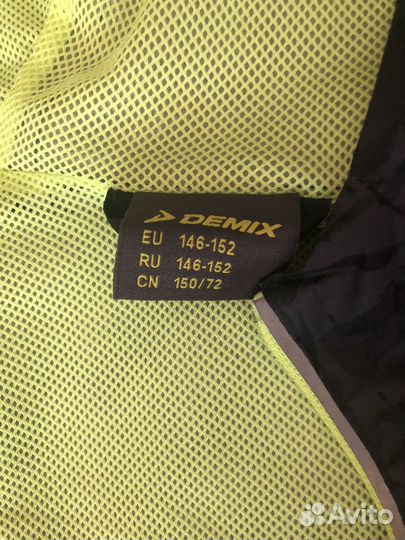 DEMIX
EU 146-152
RU 146-152
CN 150/72
Avito